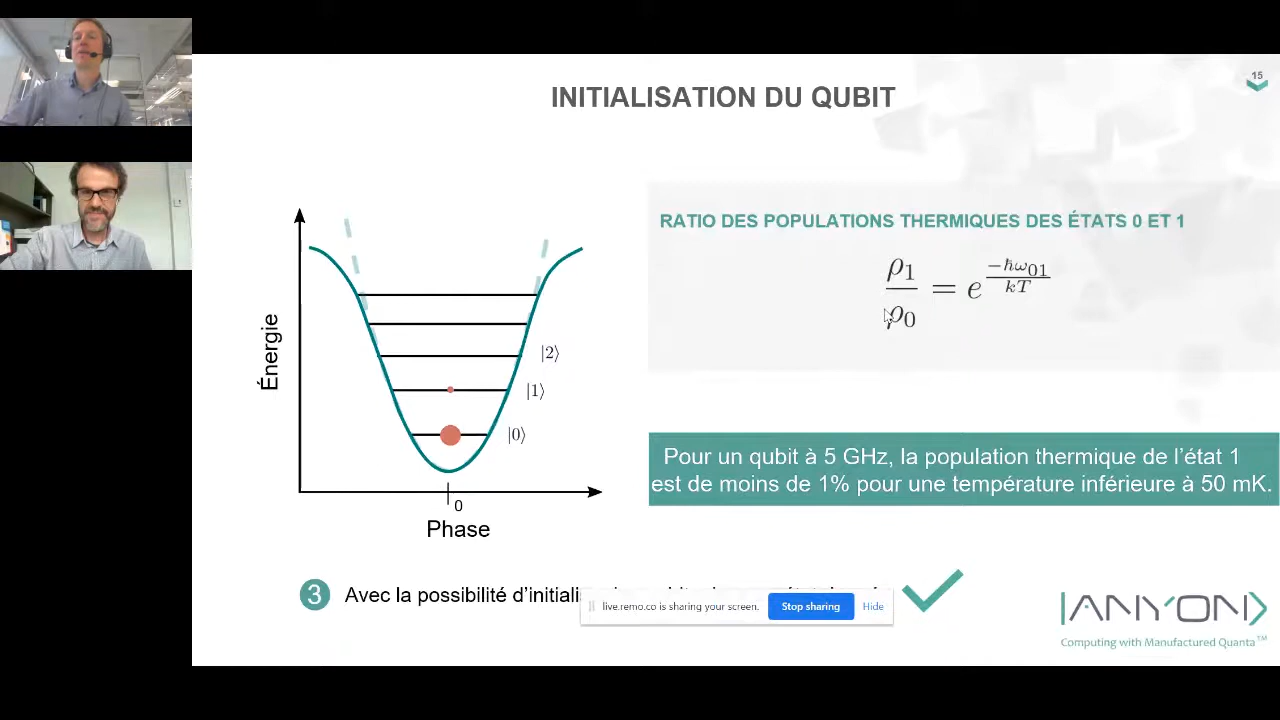 15
INITIALISATION DU QUBIT
RATIO DES POPULATIONS THERMIQUES DES ÉTATS 0 ET 1
ρ₁/ρ₀ = e^(-ħω₀₁/kT)
Énergie
|2⟩
|1⟩
|0⟩
0
Phase
Pour un qubit à 5 GHz, la population thermique de l'état 1
est de moins de 1% pour une température inférieure à 50 mK.
3 Avec la possibilité
live.remo.co is sharing your screen. Stop sharing Hide
|ANYON⟩
Computing with Manufactured Quanta™